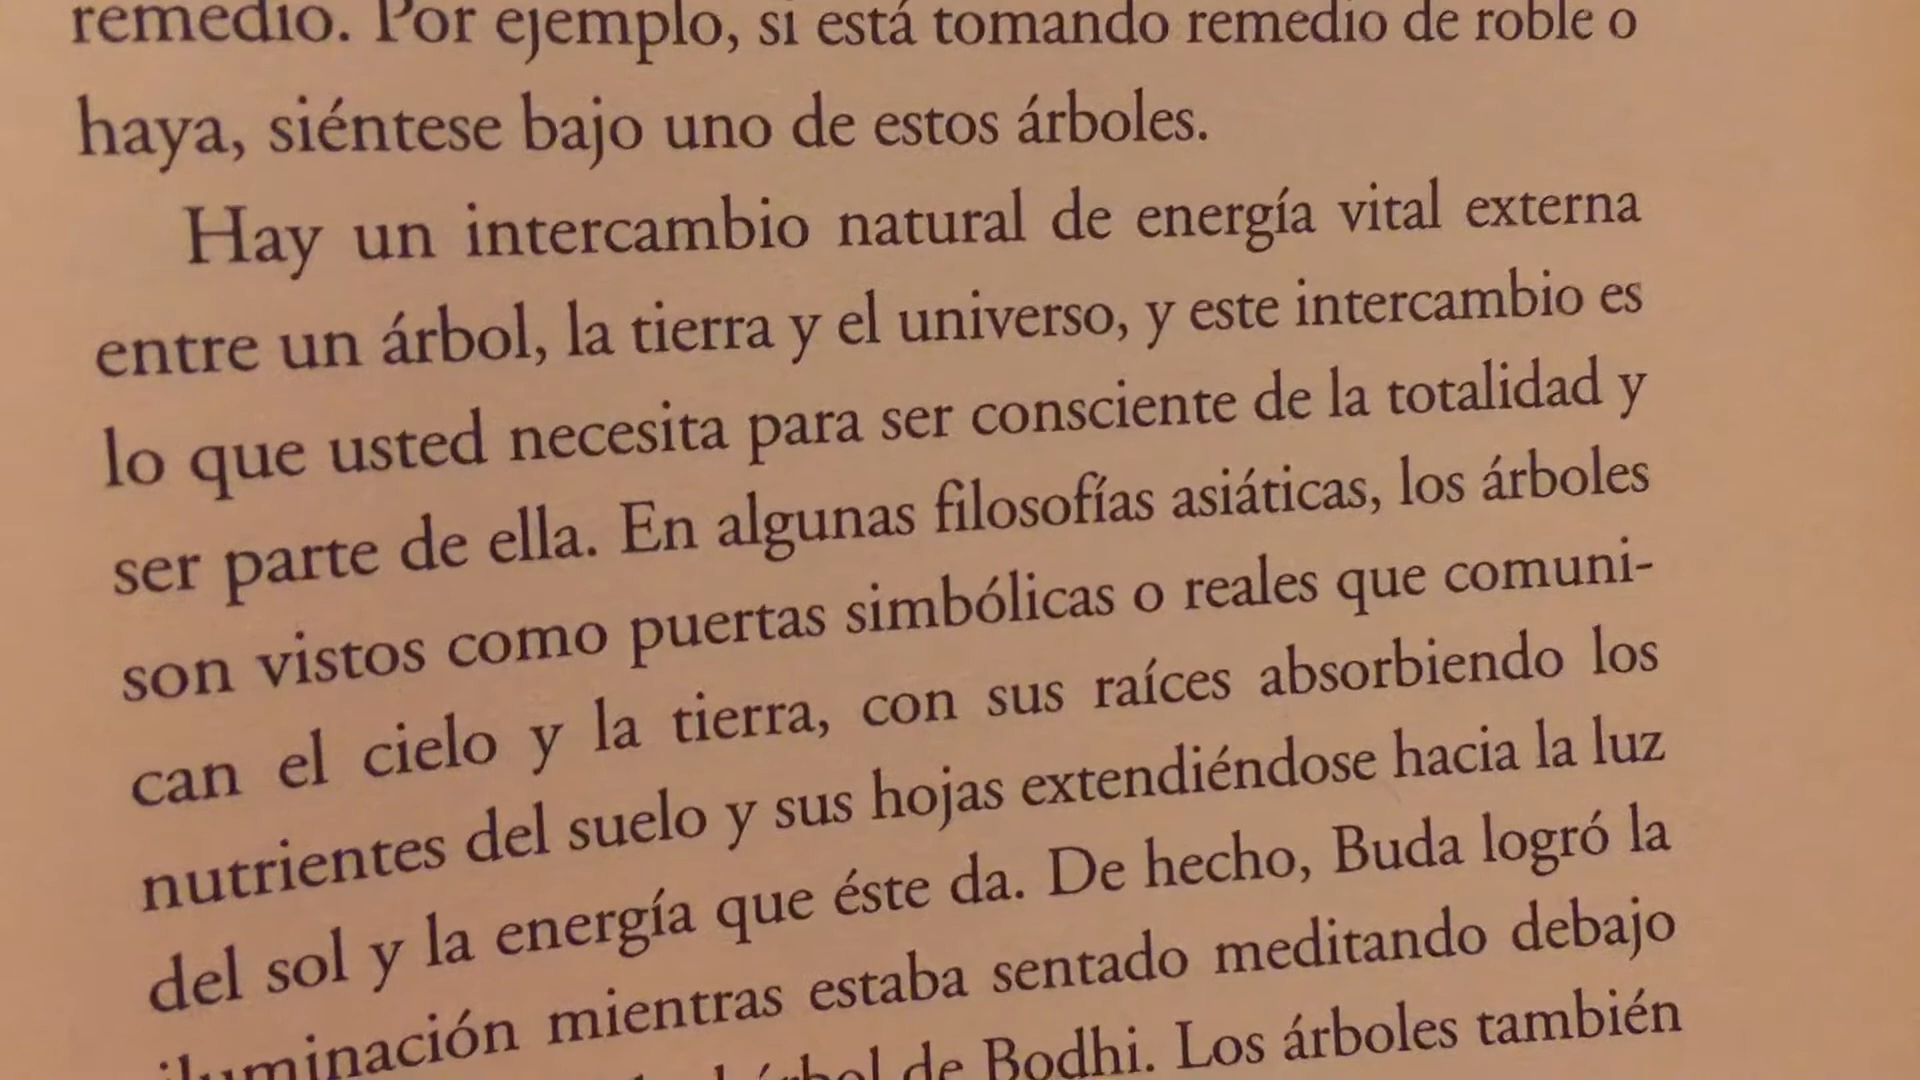 remedio. Por ejemplo, si está tomando remedio de roble o
haya, siéntese bajo uno de estos árboles.
Hay un intercambio natural de energía vital externa
entre un árbol, la tierra y el universo, y este intercambio es
lo que usted necesita para ser consciente de la totalidad y
ser parte de ella. En algunas filosofías asiáticas, los árboles
son vistos como puertas simbólicas o reales que comuni-
can el cielo y la tierra, con sus raíces absorbiendo los
nutrientes del suelo y sus hojas extendiéndose hacia la luz
del sol y la energía que éste da. De hecho, Buda logró la
iluminación mientras estaba sentado meditando debajo
árbol de Bodhi. Los árboles también